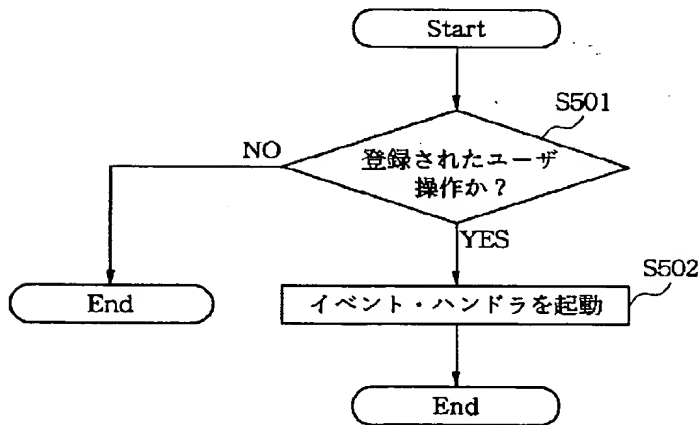 Start
S501
登録されたユーザ
操作か？
NO
YES
S502
End
イベント・ハンドラを起動
End